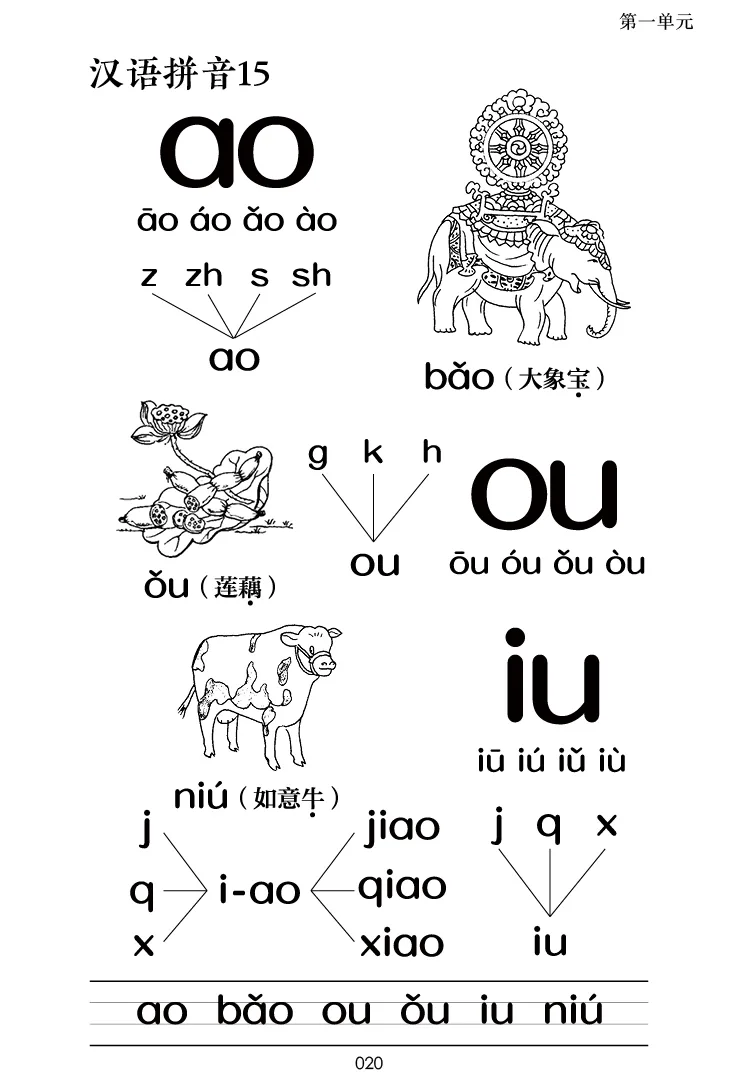 第一单元
汉语拼音15
ao
āo áo ǎo ào
z zh s sh
ao
bǎo（大象宝）
g k h
ou
ou
ōu óu ǒu òu
ǒu（莲藕）
iu
iū iú iǔ iù
niú（如意牛）
j q x
i-ao
jiao
qiao
xiao
j q x
iu
ao bǎo ou ǒu iu niú
020